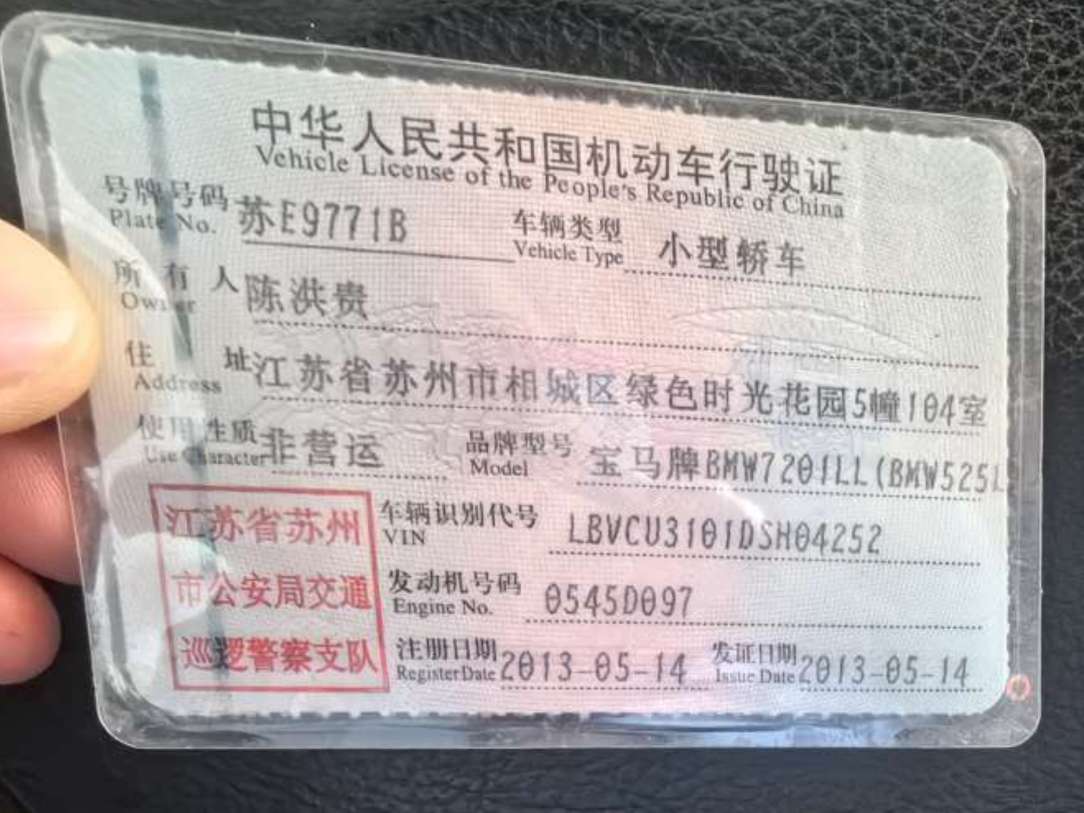 中华人民共和国机动车行驶证
Vehicle License of the People's Republic of China
号牌号码 苏E9771B 车辆类型 小型轿车
Plate No. Vehicle Type
所有人 陈洪贵
Owner
住址 江苏省苏州市相城区绿色时光花园5幢104室
Address
使用性质 非营运 品牌型号 宝马牌BMW7201LL(BMW525L
Use Character Model
江苏省苏州
市公安局交通
巡逻警察支队
车辆识别代号 LBVCU3101DSH04252
VIN
发动机号码 0545D097
Engine No.
注册日期 2013-05-14 发证日期 2013-05-14
Register Date Issue Date